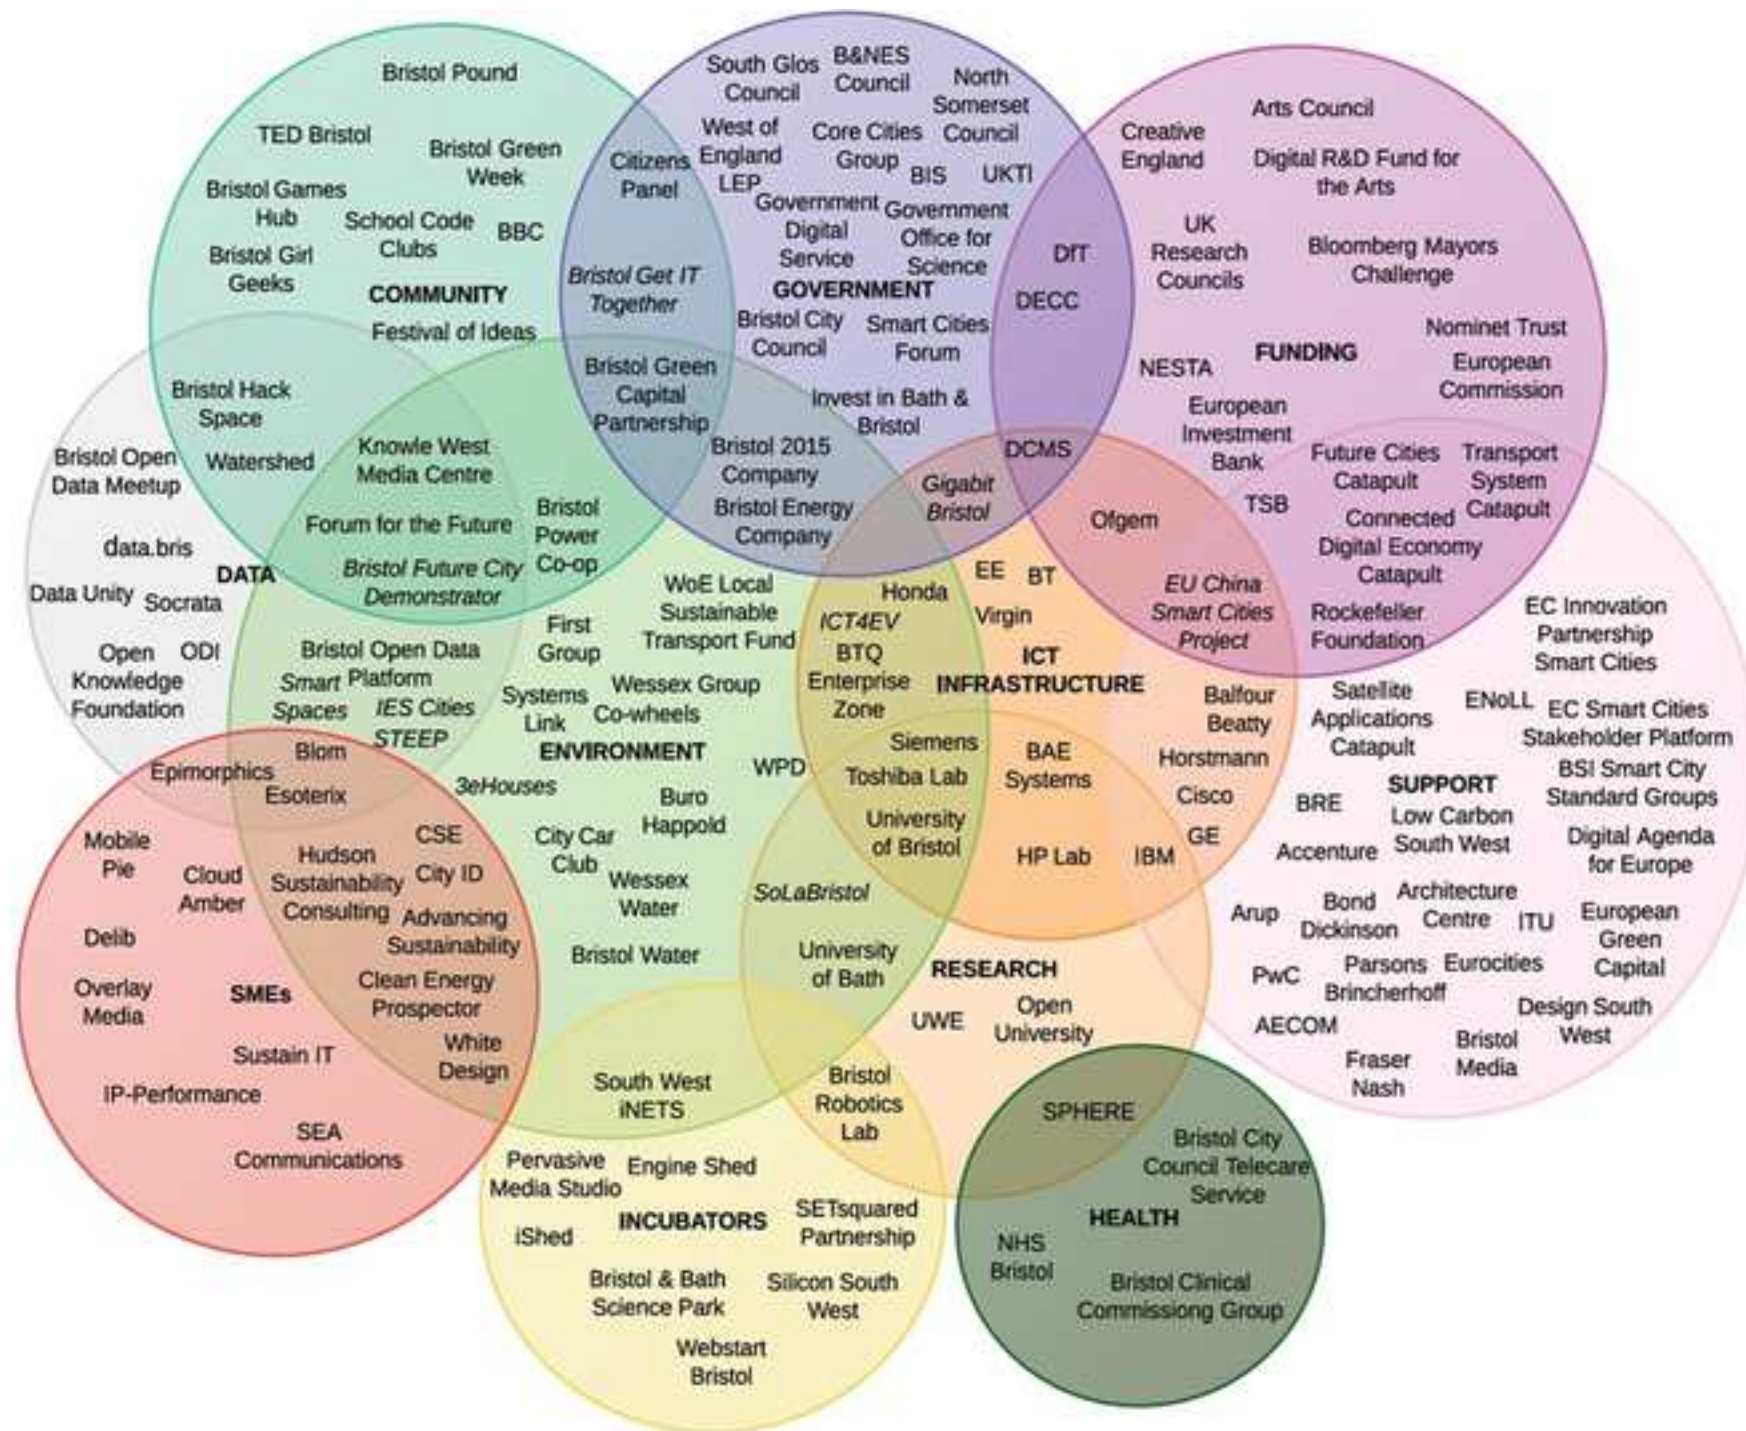 Bristol Pound
TED Bristol
Bristol Green
Week
Bristol Games
Hub
School Code
Clubs
BBC
Bristol Girl
Geeks
COMMUNITY
Festival of Ideas
Citizens
Panel
Bristol Get IT
Together
Bristol Green
Capital
Partnership
South Glos
Council
B&NES
Council
North
Somerset
Council
West of
England
LEP
Core Cities
Group
BIS
UKTI
Government
Digital
Service
Government
Office for
Science
GOVERNMENT
Bristol City
Council
Smart Cities
Forum
Invest in Bath &
Bristol
Bristol 2015
Company
Bristol Energy
Company
Gigabit
Bristol
DfT
DECC
DCMS
Arts Council
Creative
England
Digital R&D Fund for
the Arts
UK
Research
Councils
Bloomberg Mayors
Challenge
Nominet Trust
FUNDING
NESTA
European
Commission
European
Investment
Bank
Future Cities
Catapult
Transport
System
Catapult
TSB
Connected
Digital Economy
Catapult
Rockefeller
Foundation
Ofgem
EU China
Smart Cities
Project
Bristol Hack
Space
Watershed
Knowle West
Media Centre
Forum for the Future
Bristol
Power
Co-op
Bristol Future City
Demonstrator
Bristol Open
Data Meetup
data.bris
DATA
Data Unity
Socrata
Open
Knowledge
Foundation
ODI
Bristol Open Data
Platform
Smart
Spaces
IES Cities
STEEP
Blom
Epimorphics
Esoterix
WoE Local
Sustainable
Transport Fund
First
Group
Systems
Link
Wessex Group
Co-wheels
ENVIRONMENT
WPD
3eHouses
Buro
Happold
City Car
Club
Wessex
Water
Bristol Water
SoLaBristol
University
of Bath
South West
iNETS
Honda
ICT4EV
BTQ
Enterprise
Zone
Siemens
Toshiba Lab
University
of Bristol
EE
BT
Virgin
ICT
INFRASTRUCTURE
Balfour
Beatty
Horstmann
BAE
Systems
HP Lab
Cisco
GE
IBM
EC Innovation
Partnership
Smart Cities
Satellite
Applications
Catapult
ENoLL
EC Smart Cities
Stakeholder Platform
SUPPORT
BSI Smart City
Standard Groups
BRE
Low Carbon
South West
Accenture
Digital Agenda
for Europe
Arup
Bond
Dickinson
Architecture
Centre
ITU
European
Green
Capital
PwC
Parsons
Brincherhoff
Eurocities
AECOM
Design South
West
Fraser
Nash
Bristol
Media
Mobile
Pie
Cloud
Amber
Hudson
Sustainability
Consulting
CSE
City ID
Advancing
Sustainability
Delib
Overlay
Media
SMEs
Clean Energy
Prospector
White
Design
Sustain IT
IP-Performance
SEA
Communications
RESEARCH
UWE
Open
University
Bristol
Robotics
Lab
SPHERE
Pervasive
Media Studio
Engine Shed
INCUBATORS
iShed
SETsquared
Partnership
Bristol & Bath
Science Park
Silicon South
West
Webstart
Bristol
Bristol City
Council Telecare
Service
HEALTH
NHS
Bristol
Bristol Clinical
Commissiong Group